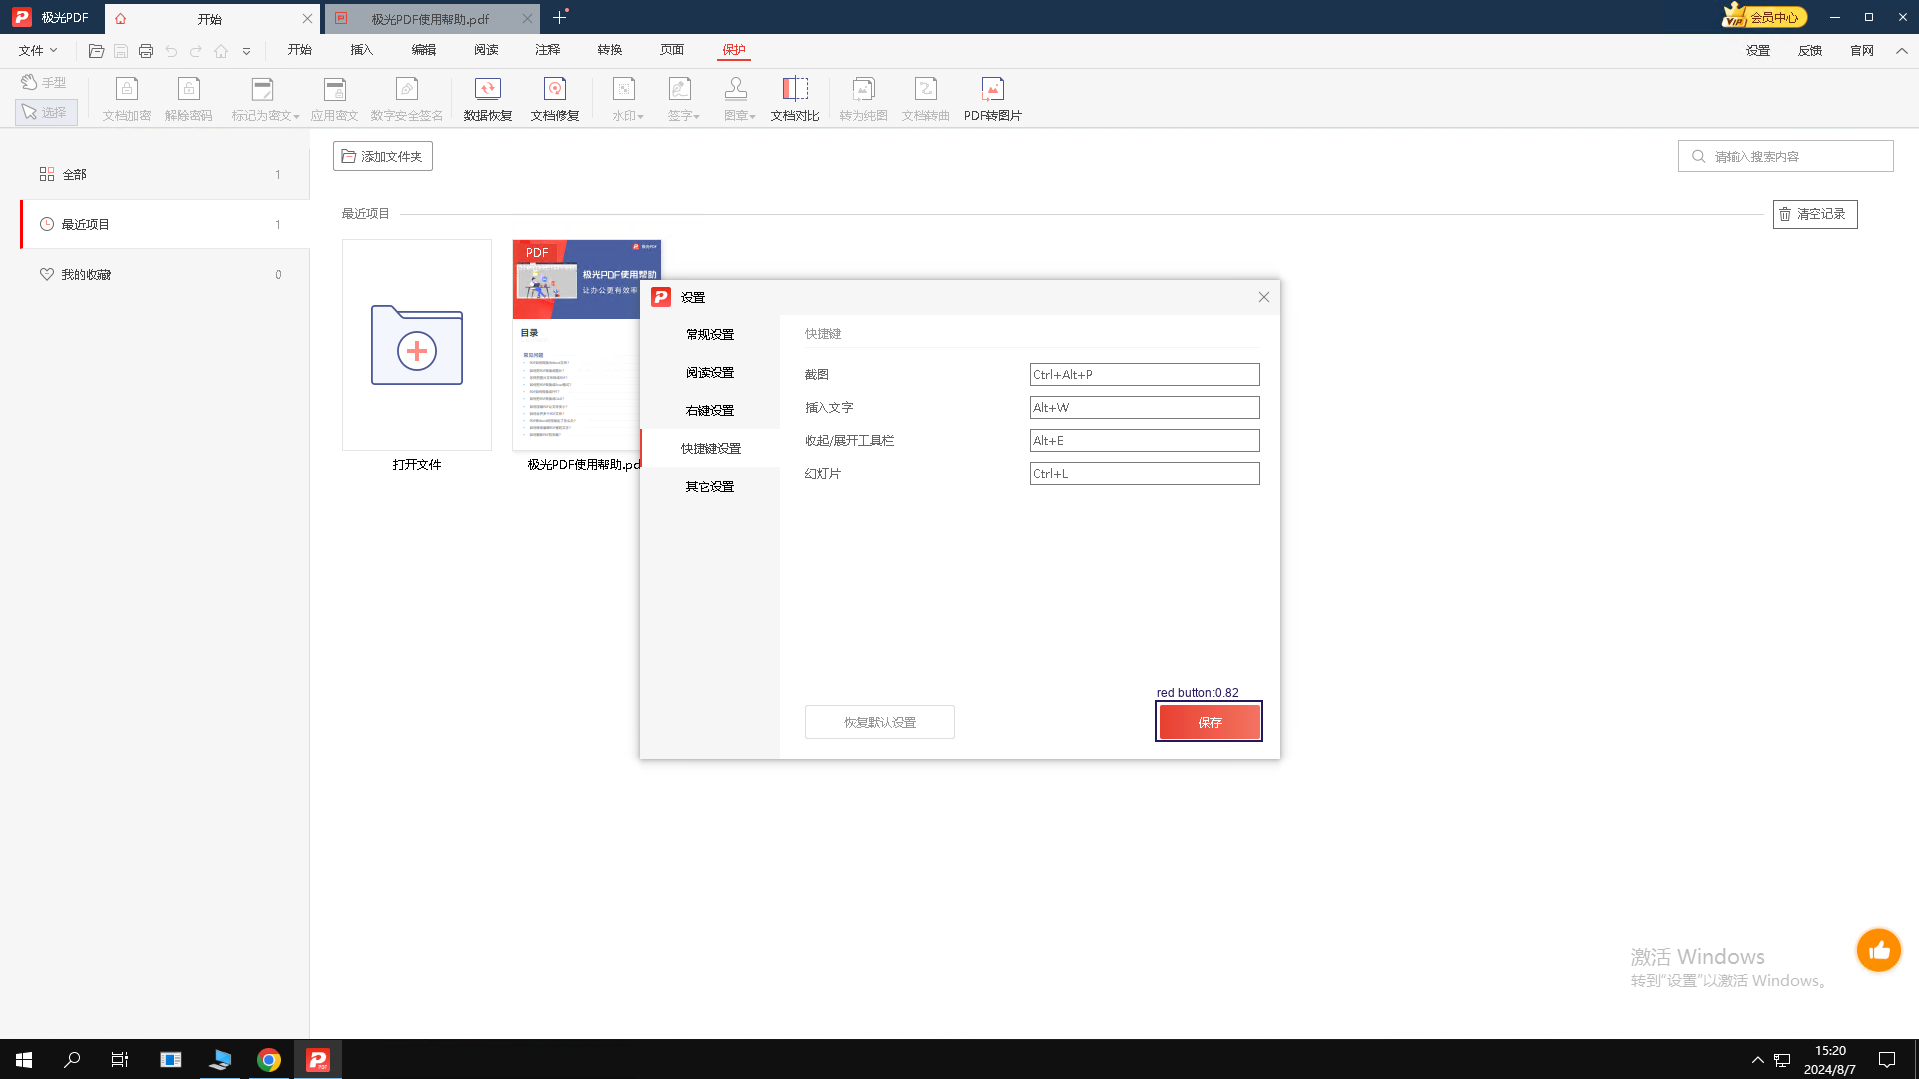 极光PDF
开始
极光PDF使用帮助.pdf
VIP 会员中心
文件
开始
插入
编辑
阅读
注释
转换
页面
保护
设置
反馈
官网
手型
选择
文档加密
解除密码
标记为密文
应用密文
数字安全签名
数据恢复
文档修复
水印
签字
图章
文档对比
转为纯图
文档转曲
PDF转图片
全部 1
最近项目 1
我的收藏 0
添加文件夹
请输入搜索内容
最近项目
清空记录
PDF
极光PDF
极光PDF使用帮助
让办公更有效率
目录
常见问题
打开文件
极光PDF使用帮助.pd
设置
常规设置
阅读设置
右键设置
快捷键设置
其它设置
快捷键
截图 Ctrl+Alt+P
插入文字 Alt+W
收起/展开工具栏 Alt+E
幻灯片 Ctrl+L
red button:0.82
恢复默认设置
保存
激活 Windows
转到“设置”以激活 Windows。
15:20
2024/8/7